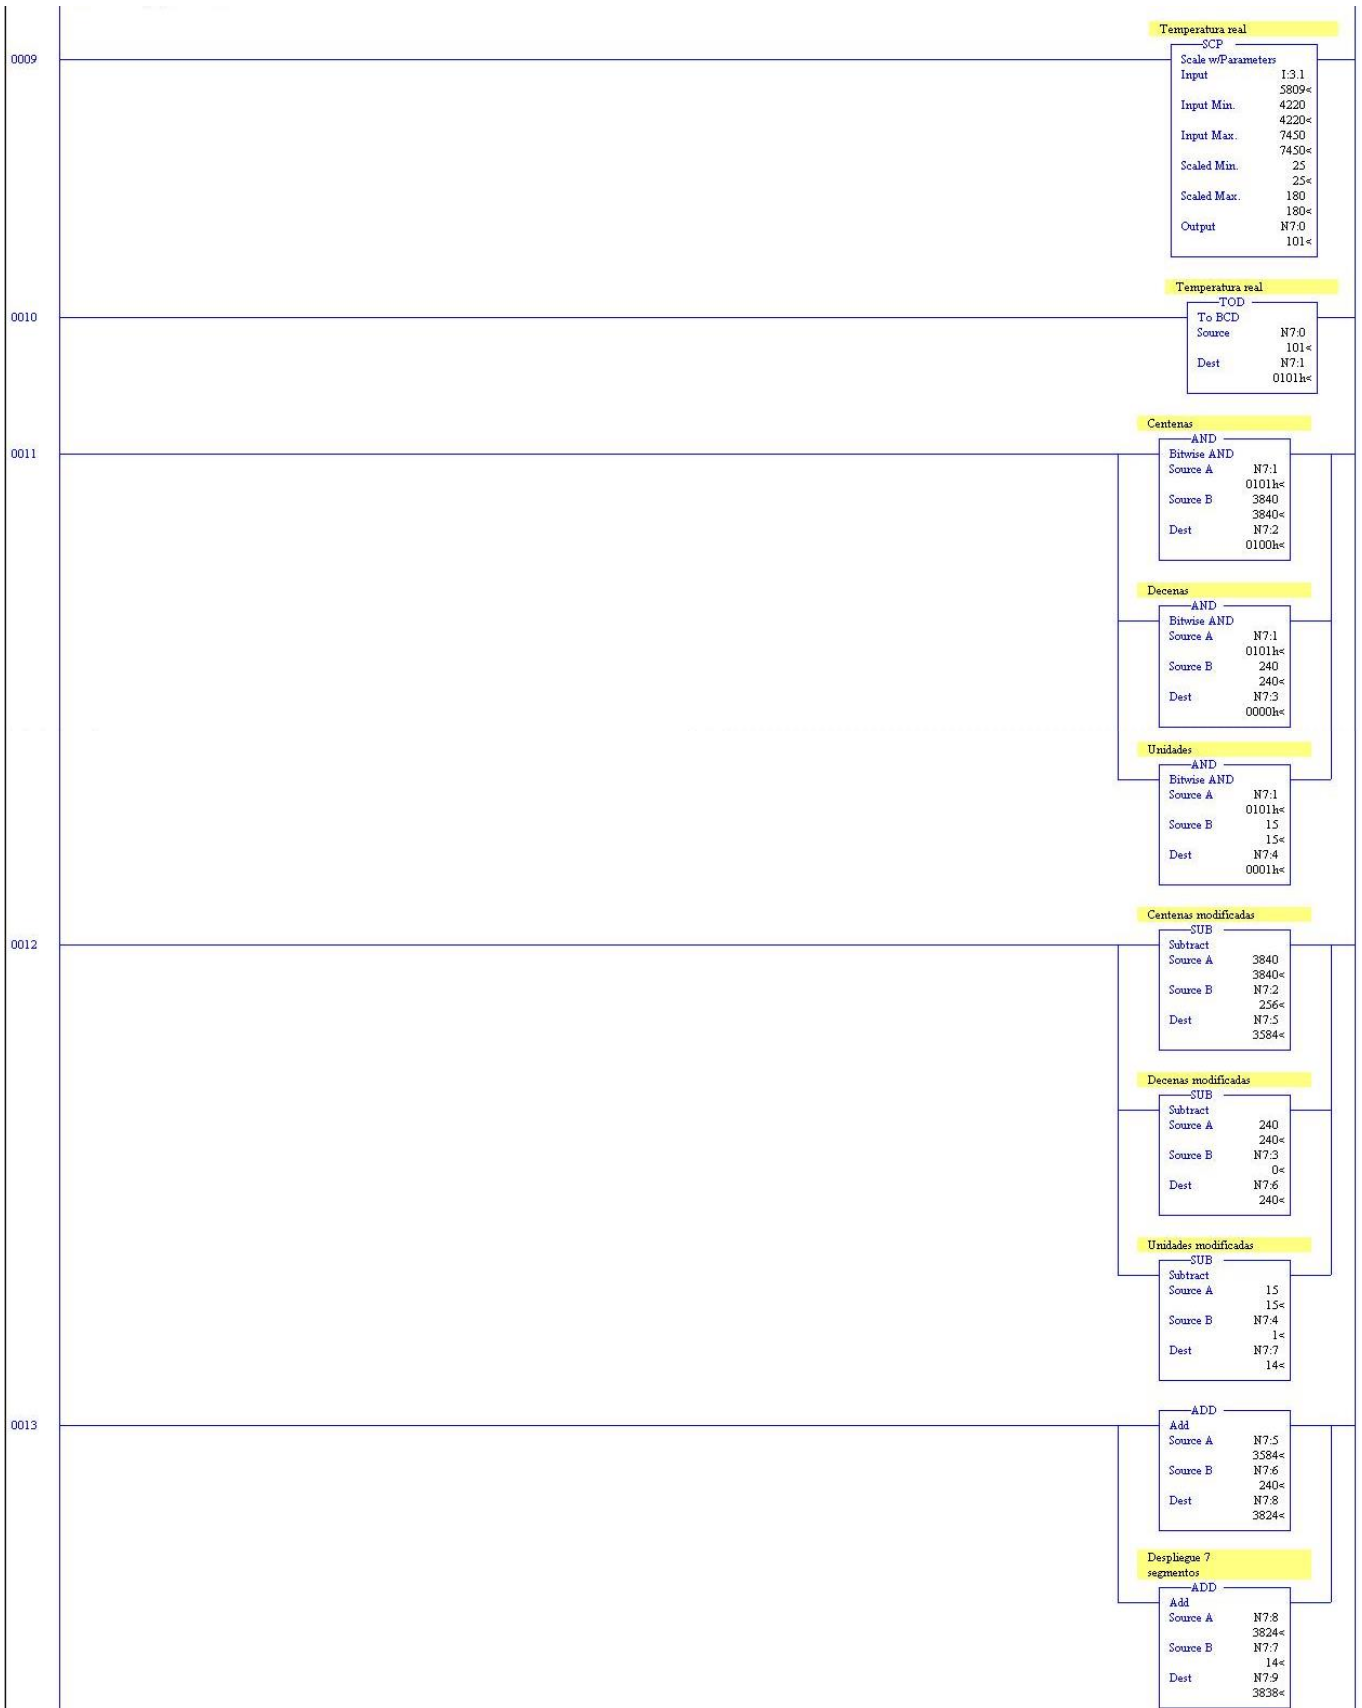 Temperatura real
0009
SCP
Scale w/Parameters
Input I:3.1
5809<
Input Min. 4220
4220<
Input Max. 7450
7450<
Scaled Min. 25
25<
Scaled Max. 180
180<
Output N7:0
101<
Temperatura real
0010
TOD
To BCD
Source N7:0
101<
Dest N7:1
0101h<
Centenas
0011
AND
Bitwise AND
Source A N7:1
0101h<
Source B 3840
3840<
Dest N7:2
0100h<
Decenas
AND
Bitwise AND
Source A N7:1
0101h<
Source B 240
240<
Dest N7:3
0000h<
Unidades
AND
Bitwise AND
Source A N7:1
0101h<
Source B 15
15<
Dest N7:4
0001h<
Centenas modificadas
0012
SUB
Subtract
Source A 3840
3840<
Source B N7:2
256<
Dest N7:5
3584<
Decenas modificadas
SUB
Subtract
Source A 240
240<
Source B N7:3
0<
Dest N7:6
240<
Unidades modificadas
SUB
Subtract
Source A 15
15<
Source B N7:4
1<
Dest N7:7
14<
0013
ADD
Add
Source A N7:5
3584<
Source B N7:6
240<
Dest N7:8
3824<
Despliegue 7
segmentos
ADD
Add
Source A N7:8
3824<
Source B N7:7
14<
Dest N7:9
3838<